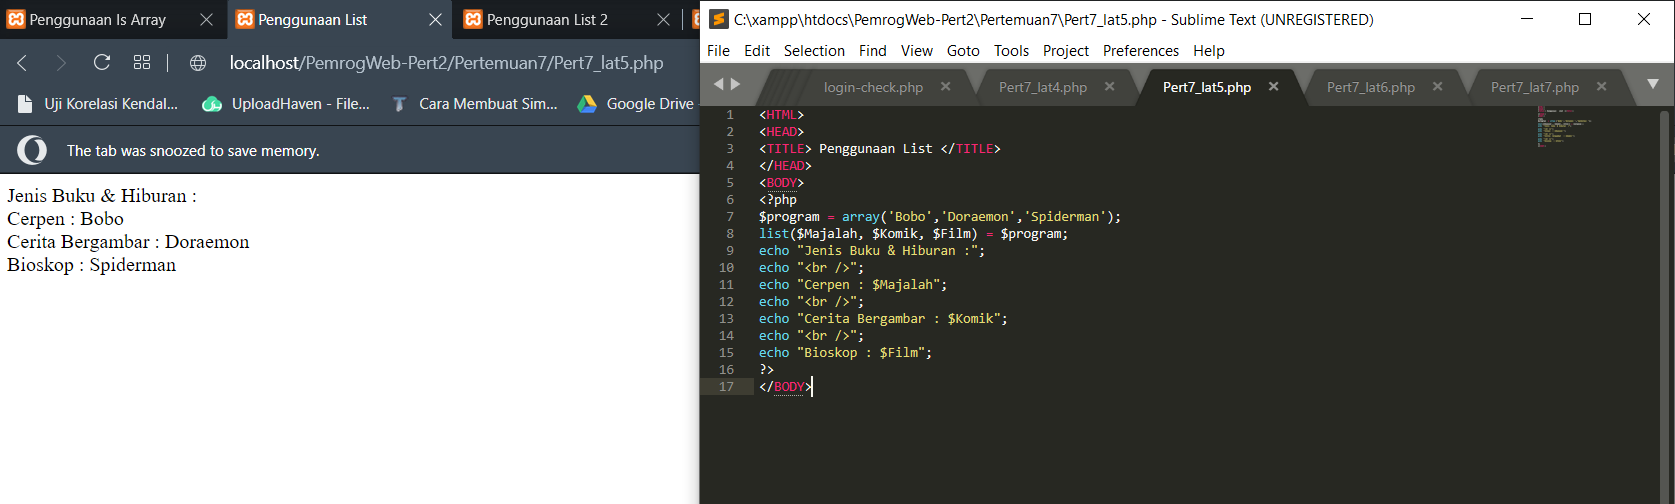 Penggunaan Is Array
Penggunaan List
Penggunaan List 2
localhost/PemrogWeb-Pert2/Pertemuan7/Pert7_lat5.php
Uji Korelasi Kendal...
UploadHaven - File...
Cara Membuat Sim...
Google Drive -
The tab was snoozed to save memory.
Jenis Buku & Hiburan :
Cerpen : Bobo
Cerita Bergambar : Doraemon
Bioskop : Spiderman
C:\xampp\htdocs\PemrogWeb-Pert2\Pertemuan7\Pert7_lat5.php - Sublime Text (UNREGISTERED)
File Edit Selection Find View Goto Tools Project Preferences Help
login-check.php
Pert7_lat4.php
Pert7_lat5.php
Pert7_lat6.php
Pert7_lat7.php
1 <HTML>
2 <HEAD>
3 <TITLE> Penggunaan List </TITLE>
4 </HEAD>
5 <BODY>
6 <?php
7 $program = array('Bobo','Doraemon','Spiderman');
8 list($Majalah, $Komik, $Film) = $program;
9 echo "Jenis Buku & Hiburan :";
10 echo "<br />";
11 echo "Cerpen : $Majalah";
12 echo "<br />";
13 echo "Cerita Bergambar : $Komik";
14 echo "<br />";
15 echo "Bioskop : $Film";
16 ?>
17 </BODY>